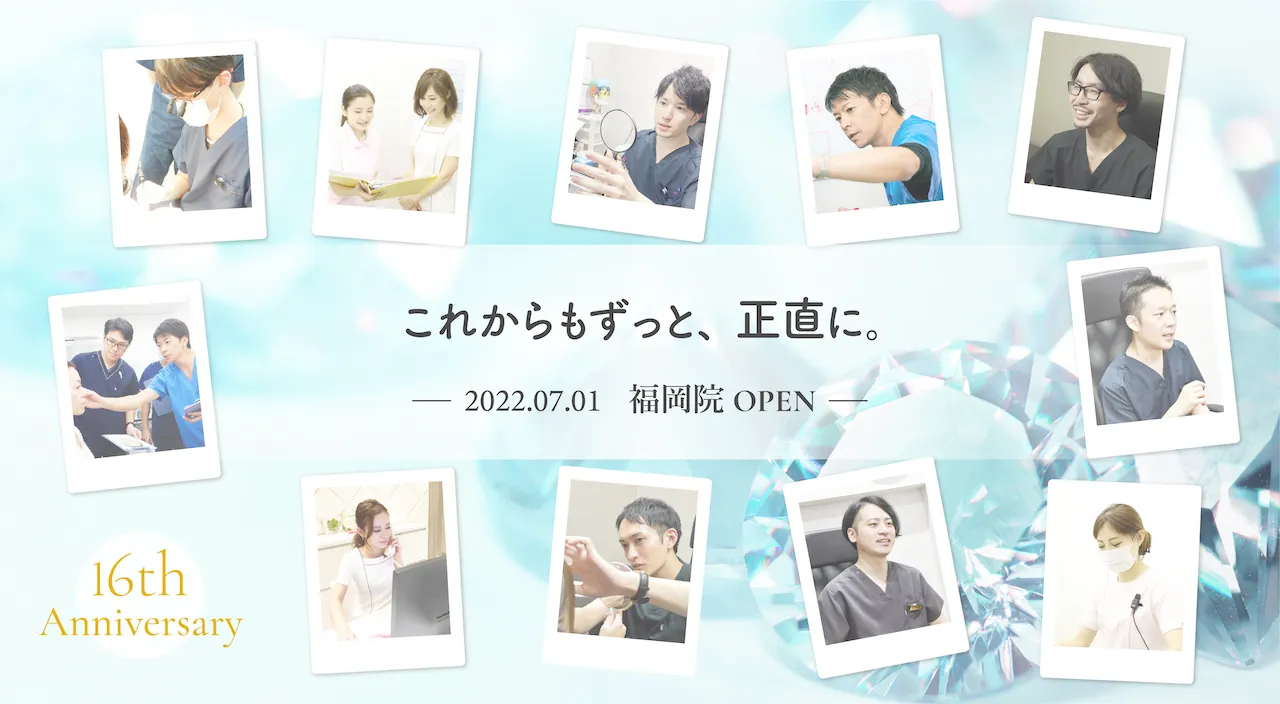 これからもずっと、正直に。
— 2022.07.01 福岡院 OPEN —
16th
Anniversary